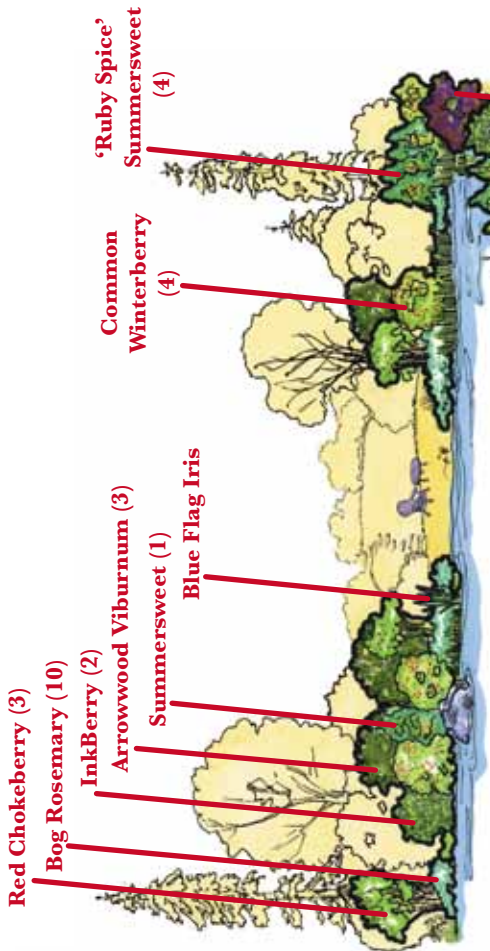 Red Chokeberry (3)
Bog Rosemary (10)
InkBerry (2)
Arrowwood Viburnum (3)
Summersweet (1)
Blue Flag Iris
Common
Winterberry
(4)
‘Ruby Spice’
Summersweet
(4)